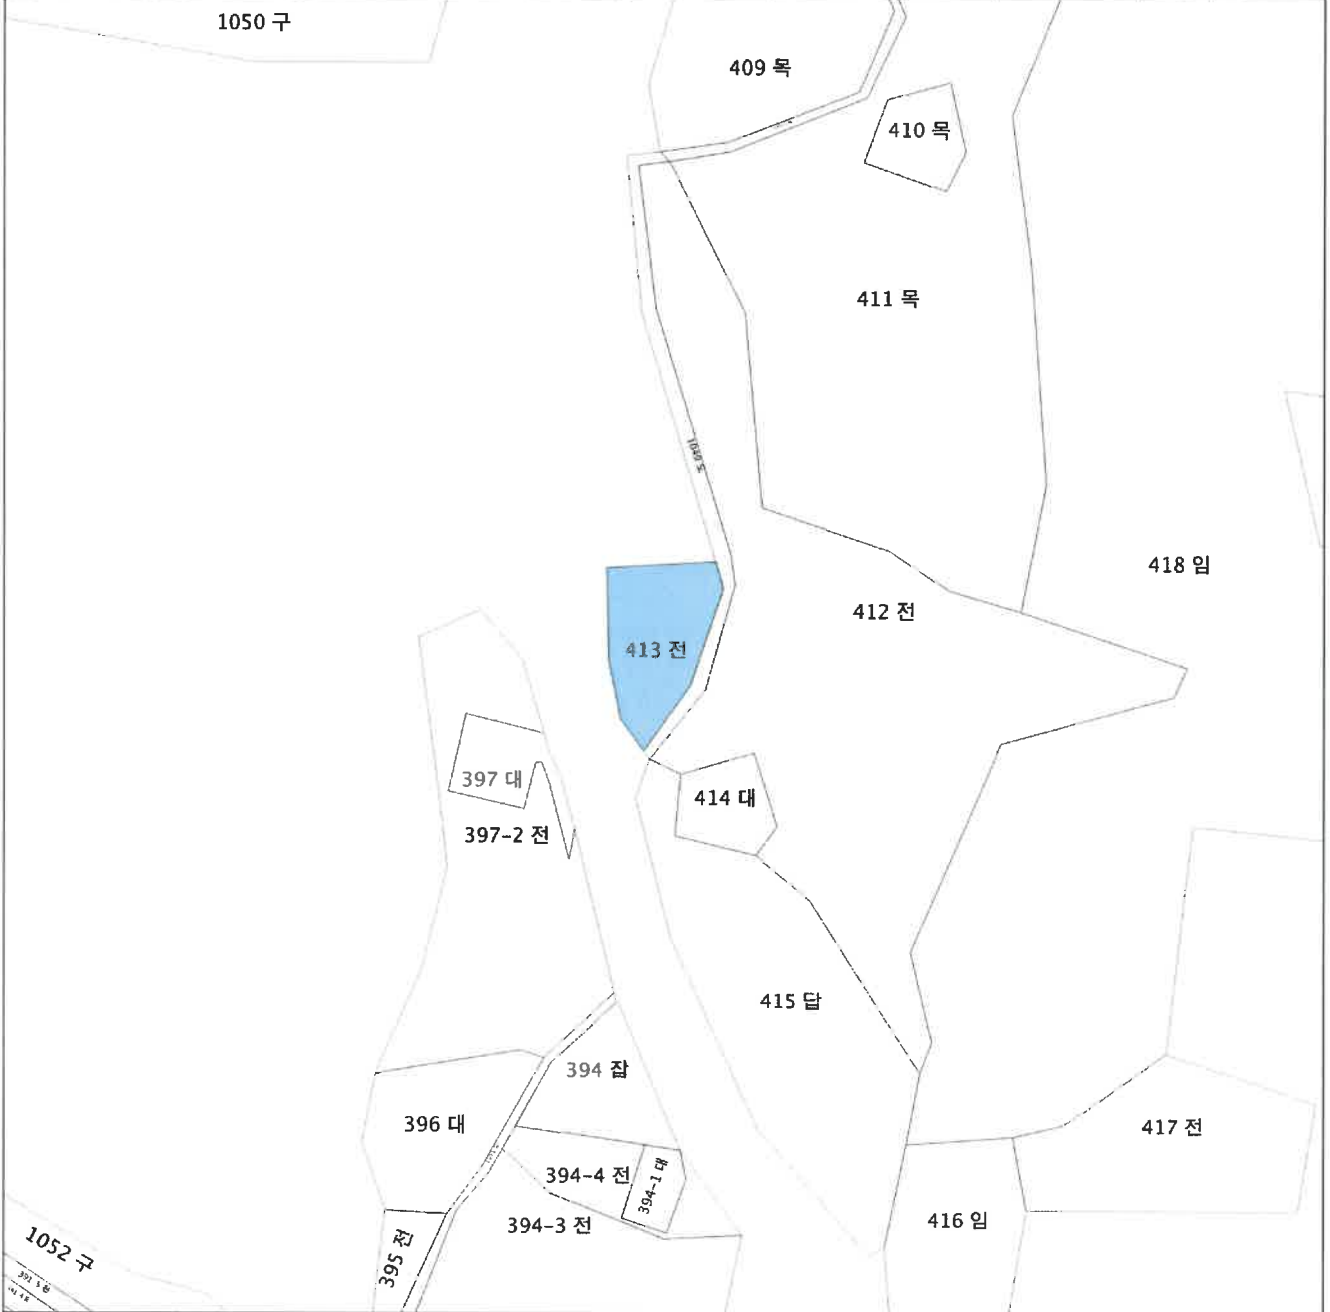 1050 구
409 목
410 목
411 목
418 임
412 전
413 전
397 대
414 대
397-2 전
415 답
394 잡
396 대
417 전
394-4 전
394-1 대
394-3 전
416 임
1052 구
395 전